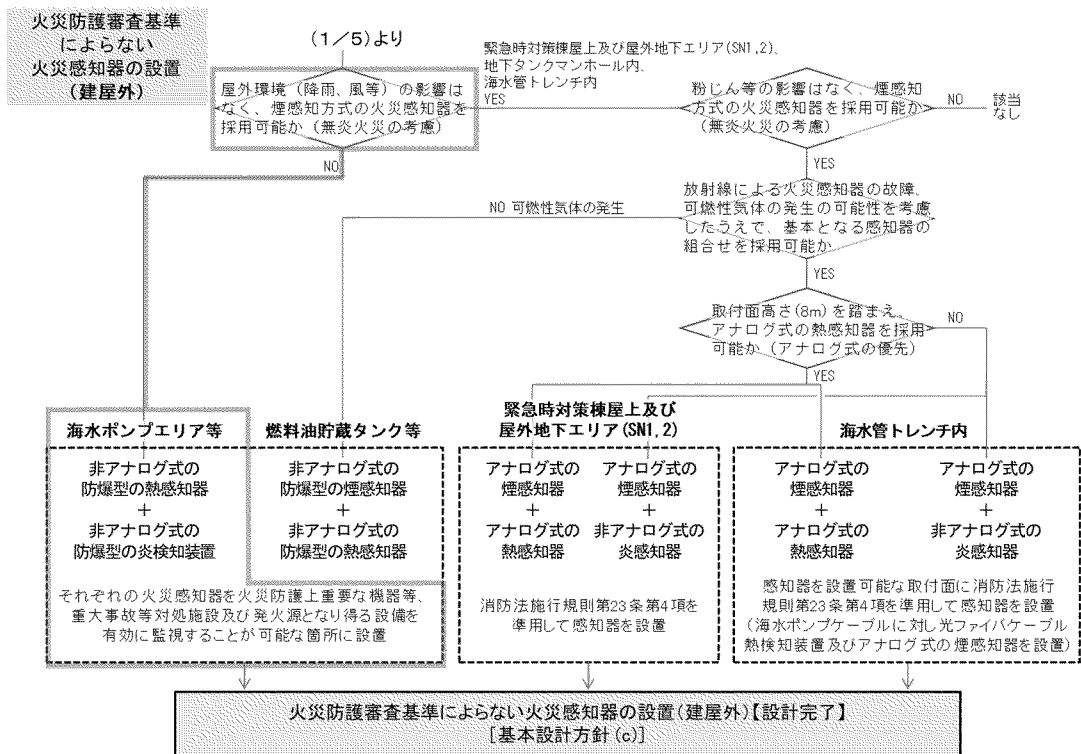 火災防護審査基準
によらない
火災感知器の設置
(建屋外)
(1/5)より
屋外環境(降雨、風等)の影響は
なく、煙感知方式の火災感知器を
採用可能か(無炎火災の考慮)
緊急時対策棟屋上及び屋外地下エリア(SN1,2)、
地下タンクマンホール内、
海水管トレンチ内
YES
粉じん等の影響はなく、煙感知
方式の火災感知器を採用可能か
(無炎火災の考慮)
NO
該当
なし
NO
YES
放射線による火災感知器の故障、
可燃性気体の発生の可能性を考慮
したうえで、基本となる感知器の
組合せを採用可能か
NO 可燃性気体の発生
YES
取付面高さ(8m)を踏まえ、
アナログ式の熱感知器を採用
可能か(アナログ式の優先)
NO
YES
海水ポンプエリア等
非アナログ式の
防爆型の熱感知器
+
非アナログ式の
防爆型の炎検知装置
燃料油貯蔵タンク等
非アナログ式の
防爆型の煙感知器
+
非アナログ式の
防爆型の熱感知器
それぞれの火災感知器を火災防護上重要な機器等、
重大事故等対処施設及び発火源となり得る設備を
有効に監視することが可能な箇所に設置
緊急時対策棟屋上及び
屋外地下エリア(SN1,2)
アナログ式の
煙感知器
+
アナログ式の
熱感知器
アナログ式の
煙感知器
+
非アナログ式の
炎感知器
消防法施行規則第23条第4項を
準用して感知器を設置
海水管トレンチ内
アナログ式の
煙感知器
+
アナログ式の
熱感知器
アナログ式の
煙感知器
+
非アナログ式の
炎感知器
感知器を設置可能な取付面に消防法施行
規則第23条第4項を準用して感知器を設置
(海水ポンプケーブルに対し光ファイバケーブル
熱検知装置及びアナログ式の煙感知器を設置)
火災防護審査基準によらない火災感知器の設置(建屋外)【設計完了】
[基本設計方針(c)]